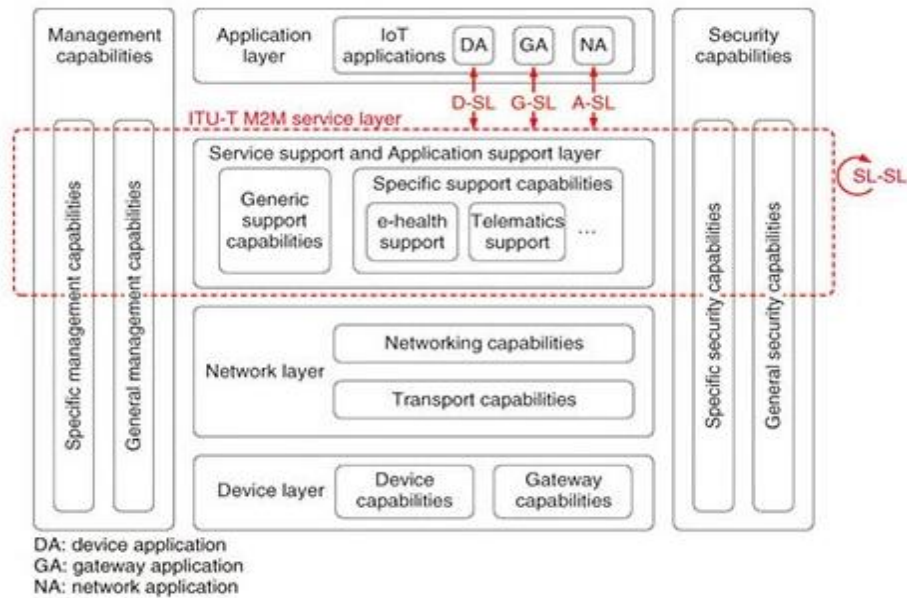 Management
capabilities
Application
layer
IoT
applications
DA
GA
NA
Security
capabilities
D-SL
G-SL
A-SL
ITU-T M2M service layer
Service support and Application support layer
Generic
support
capabilities
Specific support capabilities
e-health
support
Telematics
support
...
SL-SL
Specific management capabilities
General management capabilities
Specific security capabilities
General security capabilities
Network layer
Networking capabilities
Transport capabilities
Device layer
Device
capabilities
Gateway
capabilities
DA: device application
GA: gateway application
NA: network application